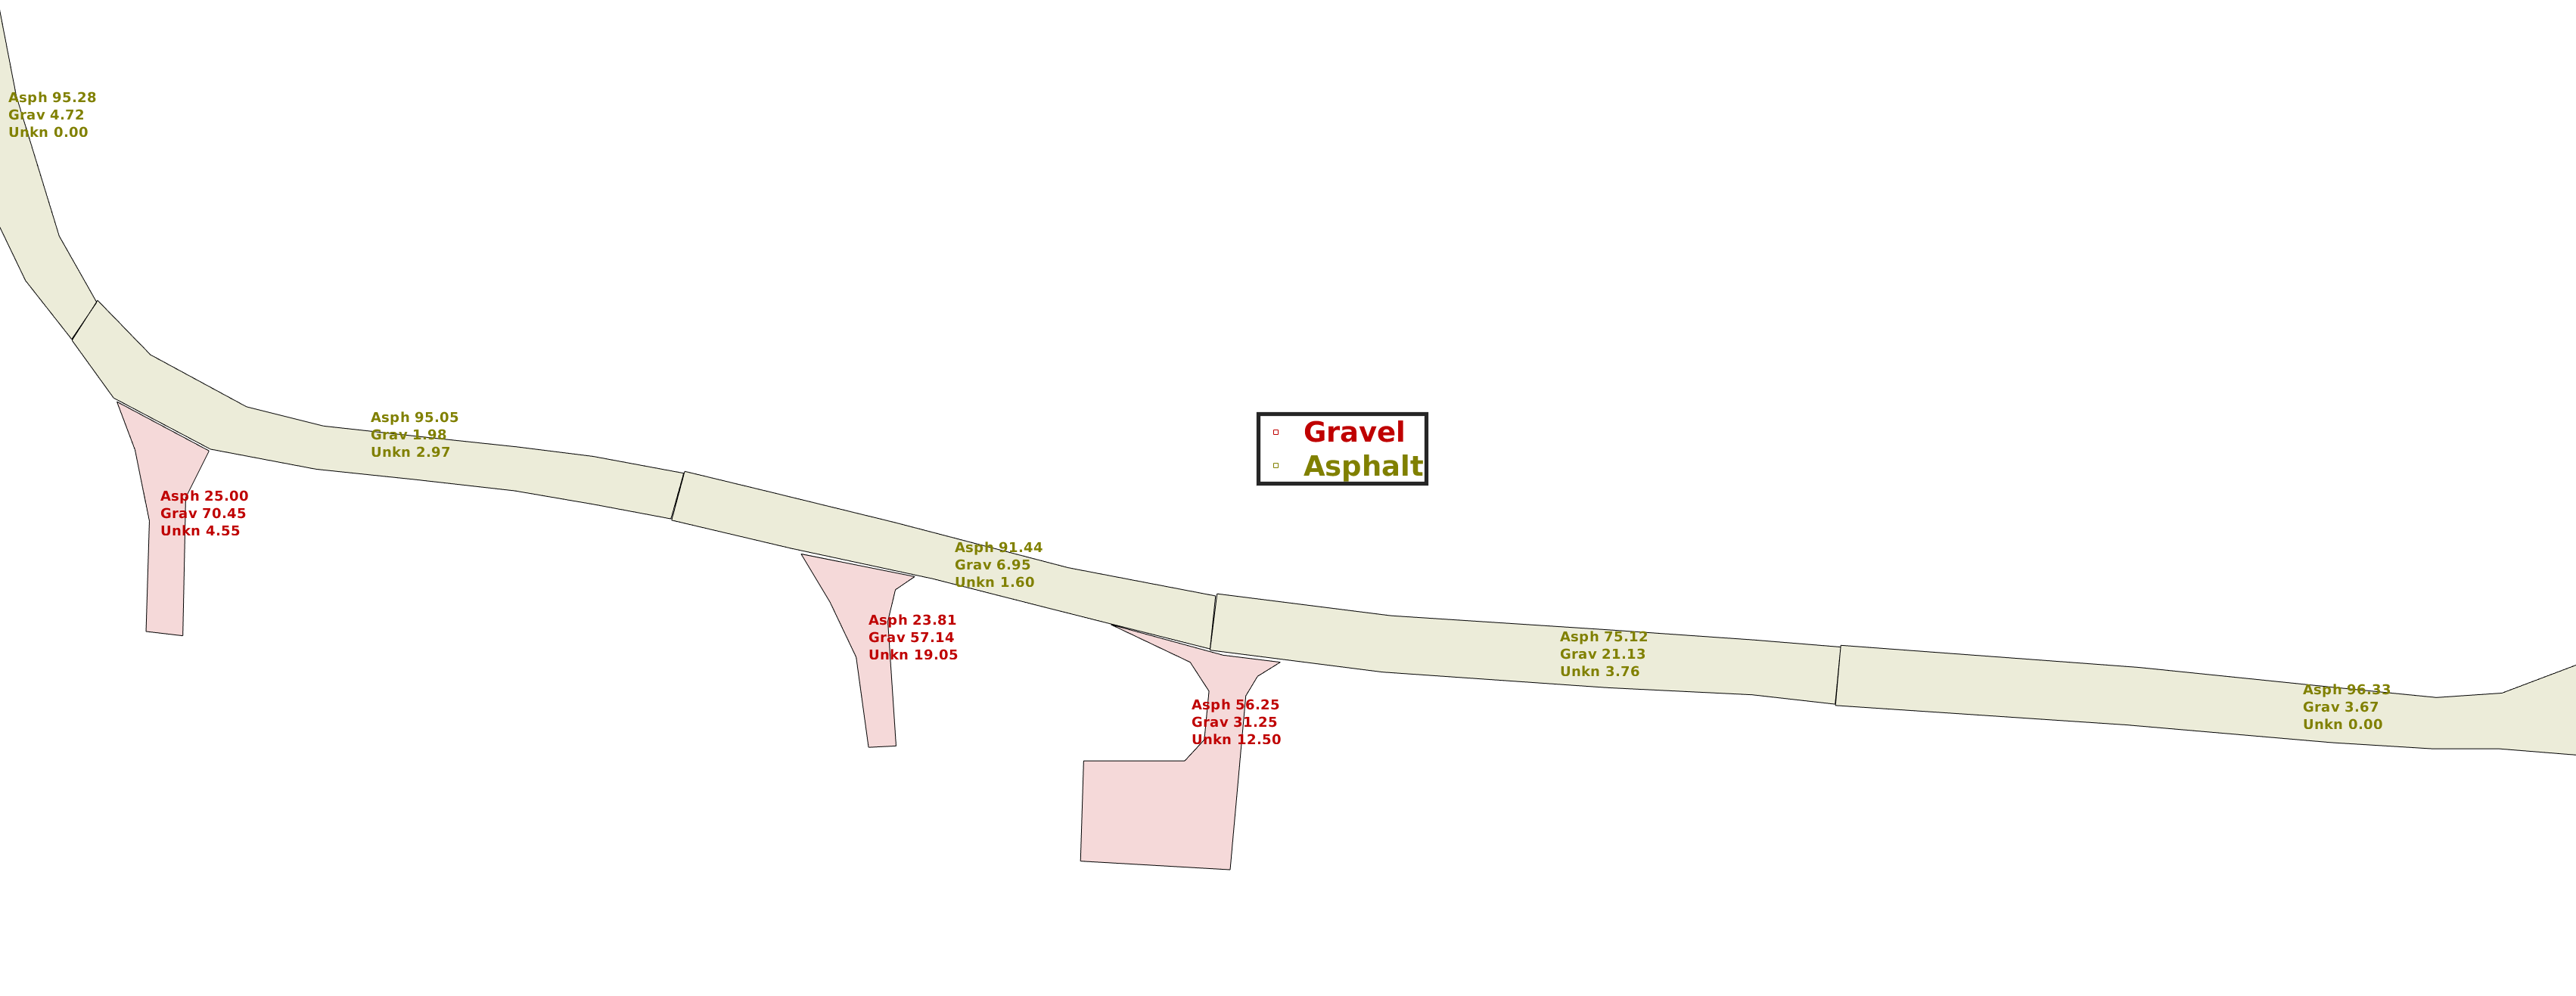 Asph 95.28
Grav 4.72
Unkn 0.00
Asph 95.05
Grav 1.98
Unkn 2.97
Gravel
Asphalt
Asph 25.00
Grav 70.45
Unkn 4.55
Asph 91.44
Grav 6.95
Unkn 1.60
Asph 23.81
Grav 57.14
Unkn 19.05
Asph 75.12
Grav 21.13
Unkn 3.76
Asph 96.33
Grav 3.67
Unkn 0.00
Asph 56.25
Grav 31.25
Unkn 12.50